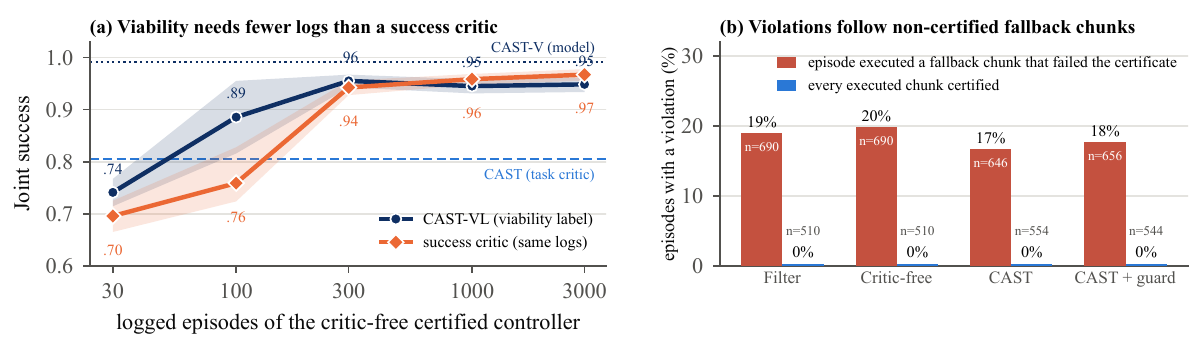 (a) Viability needs fewer logs than a success critic
Joint success
1.0
0.9
0.8
0.7
0.6
CAST-V (model)
.96
.95
.95
.89
.74
.94
.96
.97
.76
.70
CAST (task critic)
CAST-VL (viability label)
success critic (same logs)
30
100
300
1000
3000
logged episodes of the critic-free certified controller
(b) Violations follow non-certified fallback chunks
episodes with a violation (%)
30
20
10
0
episode executed a fallback chunk that failed the certificate
every executed chunk certified
19%
20%
17%
18%
n=690
n=690
n=646
n=656
n=510
n=510
n=554
n=544
0%
0%
0%
0%
Filter
Critic-free
CAST
CAST + guard